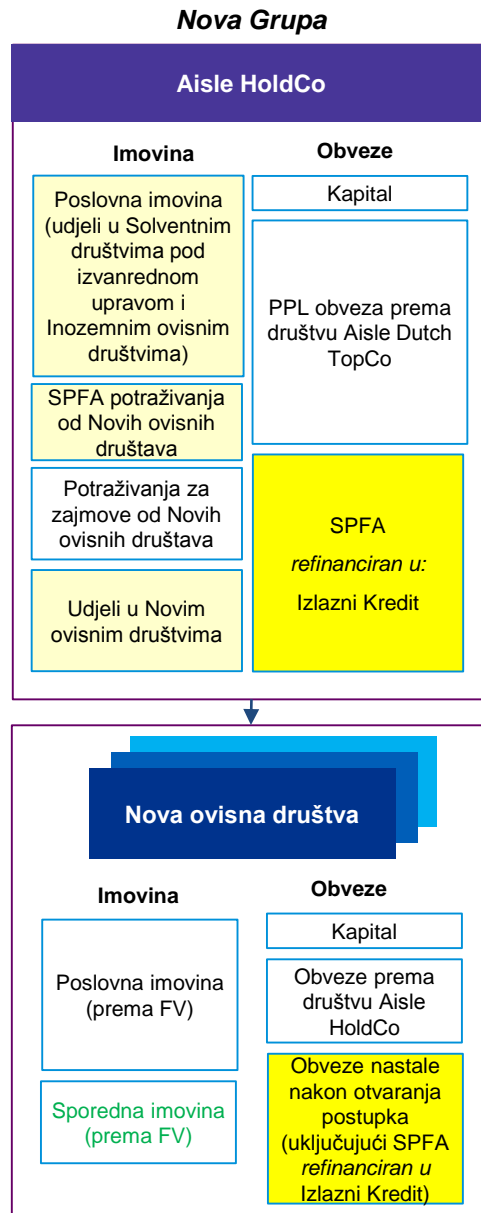 Nova Grupa
Aisle HoldCo
Imovina
Poslovna imovina
(udjeli u Solventnim
društvima pod
izvanrednom
upravom i
Inozemnim ovisnim
društvima)
SPFA potraživanja
od Novih ovisnih
društava
Potraživanja za
zajmove od Novih
ovisnih društava
Udjeli u Novim
ovisnim društvima
Obveze
Kapital
PPL obveza prema
društvu Aisle Dutch
TopCo
SPFA
refinanciran u:
Izlazni Kredit
Nova ovisna društva
Imovina
Poslovna imovina
(prema FV)
Sporedna imovina
(prema FV)
Obveze
Kapital
Obveze prema
društvu Aisle
HoldCo
Obveze nastale
nakon otvaranja
postupka
(uključujući SPFA
refinanciran u
Izlazni Kredit)